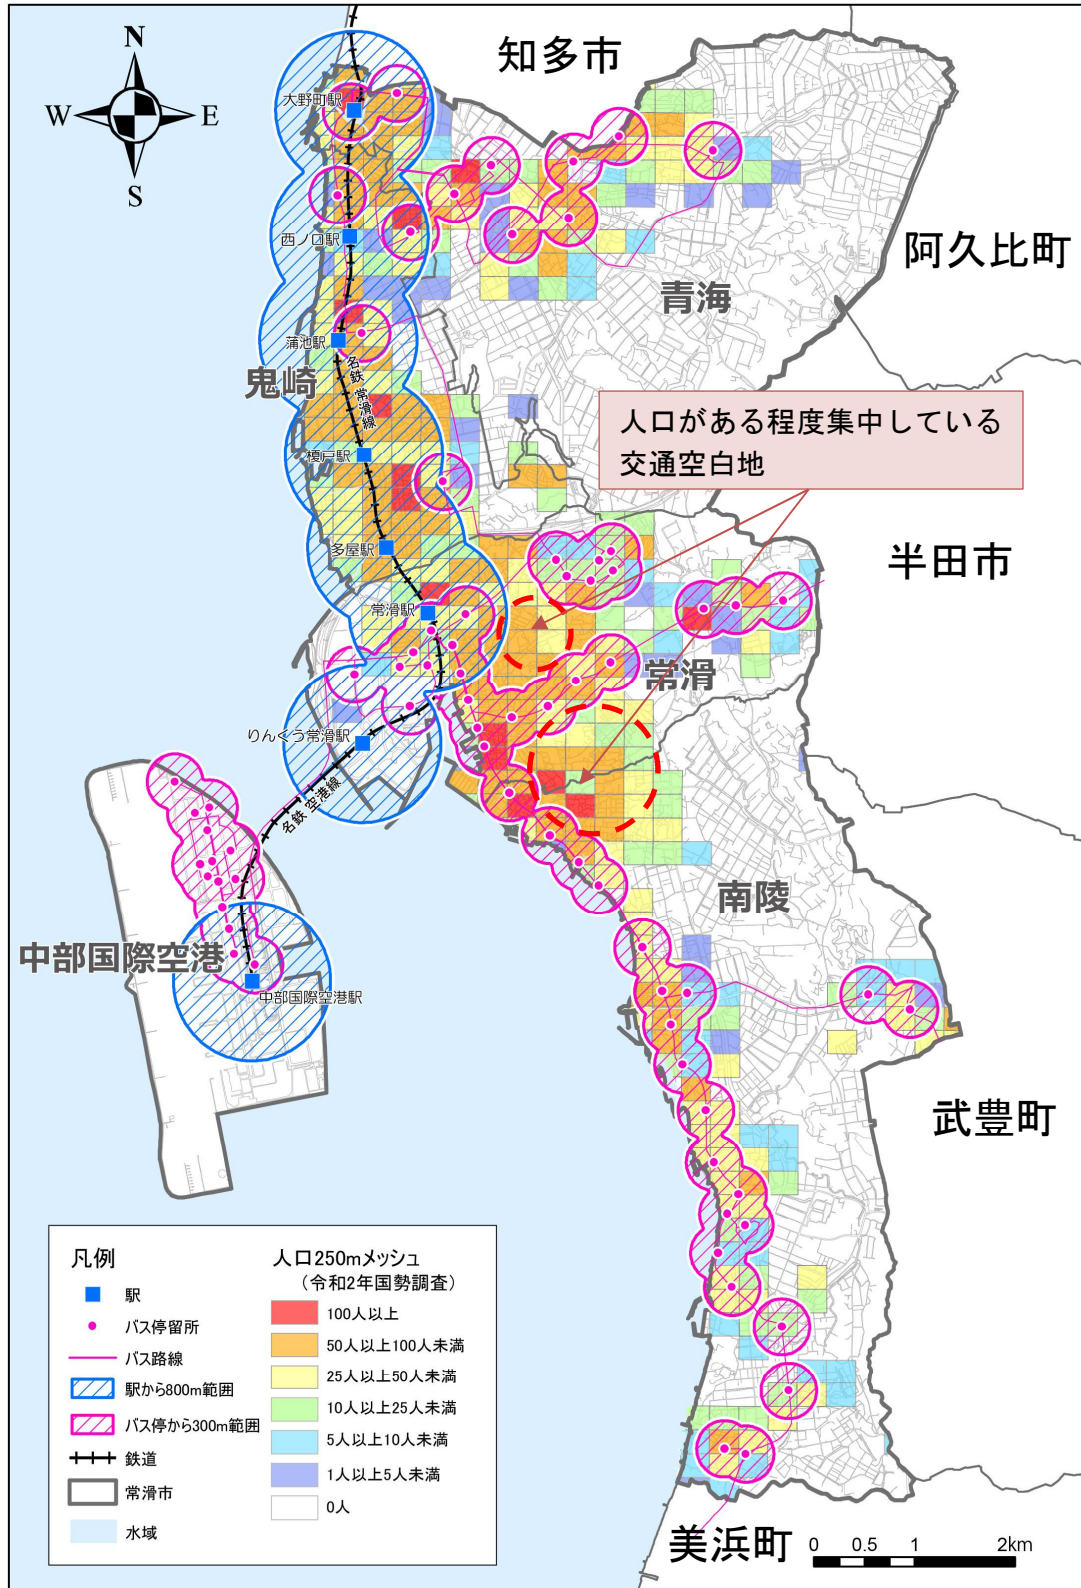 N
W
E
S
知多市
大野町駅
西ノ口駅
阿久比町
青海
蒲池駅
鬼崎
名鉄 常滑線
人口がある程度集中している
交通空白地
榎戸駅
多屋駅
半田市
常滑駅
常滑
りんくう常滑駅
名鉄 空港線
南陵
中部国際空港
中部国際空港駅
武豊町
凡例
駅
バス停留所
バス路線
駅から800m範囲
バス停から300m範囲
鉄道
常滑市
水域
人口250mメッシュ
（令和2年国勢調査）
100人以上
50人以上100人未満
25人以上50人未満
10人以上25人未満
5人以上10人未満
1人以上5人未満
0人
美浜町
0 0.5 1 2km